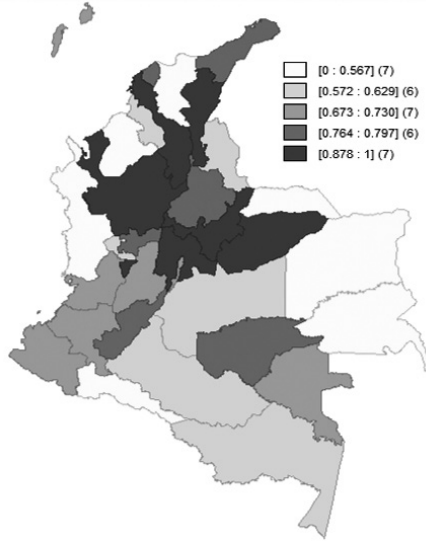 [0 : 0.567] (7)
[0.572 : 0.629] (6)
[0.673 : 0.730] (7)
[0.764 : 0.797] (6)
[0.878 : 1] (7)